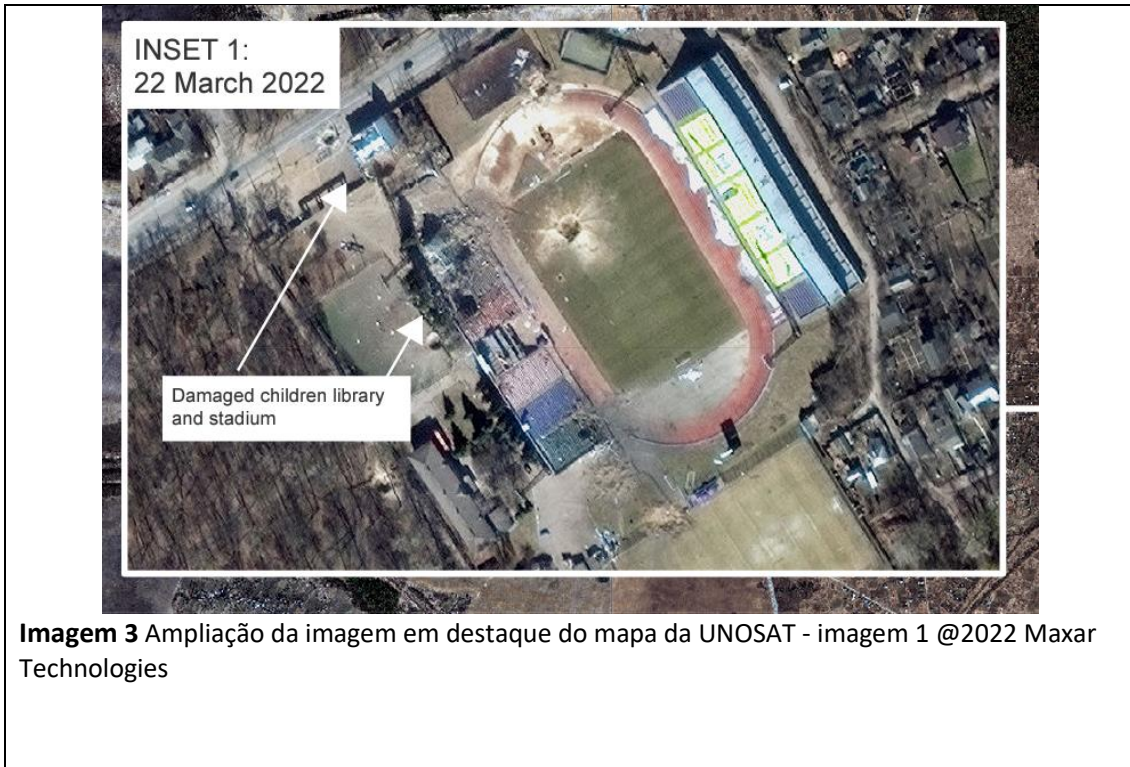 INSET 1:
22 March 2022
Damaged children library
and stadium
Imagem 3 Ampliação da imagem em destaque do mapa da UNOSAT - imagem 1 @2022 Maxar
Technologies